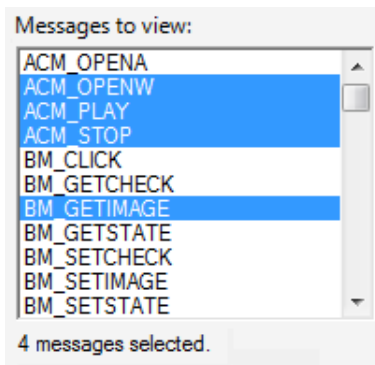 Messages to view:
ACM_OPENA
ACM_OPENW
ACM_PLAY
ACM_STOP
BM_CLICK
BM_GETCHECK
BM_GETIMAGE
BM_GETSTATE
BM_SETCHECK
BM_SETIMAGE
BM_SETSTATE
4 messages selected.